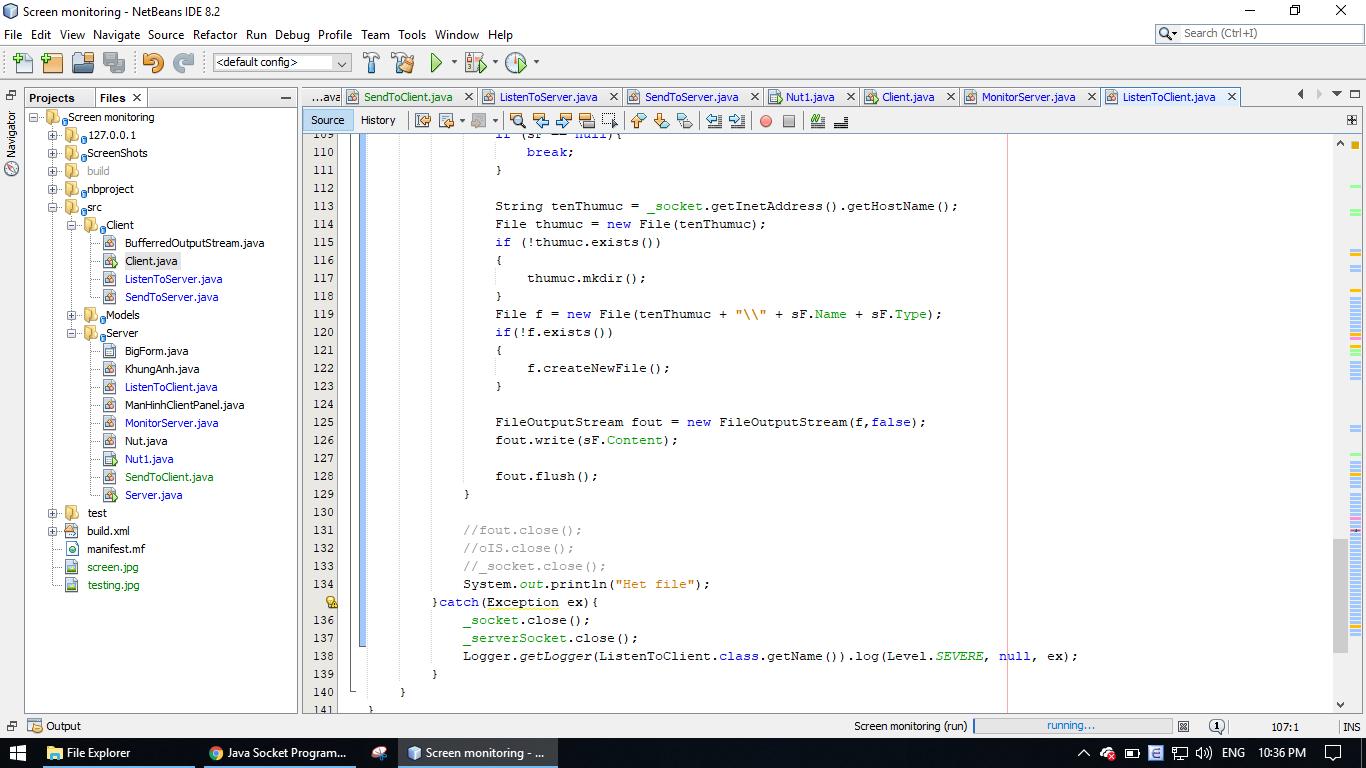 Screen monitoring - NetBeans IDE 8.2
File Edit View Navigate Source Refactor Run Debug Profile Team Tools Window Help
Search (Ctrl+I)
<default config>
Projects
Files
...ava
SendToClient.java
ListenToServer.java
SendToServer.java
Nut1.java
Client.java
MonitorServer.java
ListenToClient.java
Source
History
Navigator
Screen monitoring
127.0.0.1
ScreenShots
build
nbproject
src
Client
BufferredOutputStream.java
Client.java
ListenToServer.java
SendToServer.java
Models
Server
BigForm.java
KhungAnh.java
ListenToClient.java
ManHinhClientPanel.java
MonitorServer.java
Nut.java
Nut1.java
SendToClient.java
Server.java
test
build.xml
manifest.mf
screen.jpg
testing.jpg
109 if (sF == null){
110 break;
111 }
112
113 String tenThumuc = _socket.getInetAddress().getHostName();
114 File thumuc = new File(tenThumuc);
115 if (!thumuc.exists())
116 {
117 thumuc.mkdir();
118 }
119 File f = new File(tenThumuc + "\\" + sF.Name + sF.Type);
120 if(!f.exists())
121 {
122 f.createNewFile();
123 }
124
125 FileOutputStream fout = new FileOutputStream(f,false);
126 fout.write(sF.Content);
127
128 fout.flush();
129 }
130
131 //fout.close();
132 //oIS.close();
133 //_socket.close();
134 System.out.println("Het file");
}catch(Exception ex){
136 _socket.close();
137 _serverSocket.close();
138 Logger.getLogger(ListenToClient.class.getName()).log(Level.SEVERE, null, ex);
139 }
140 }
141 }
Output
Screen monitoring (run)
running...
1
107:1
INS
File Explorer
Java Socket Program...
Screen monitoring - ...
ENG
10:36 PM